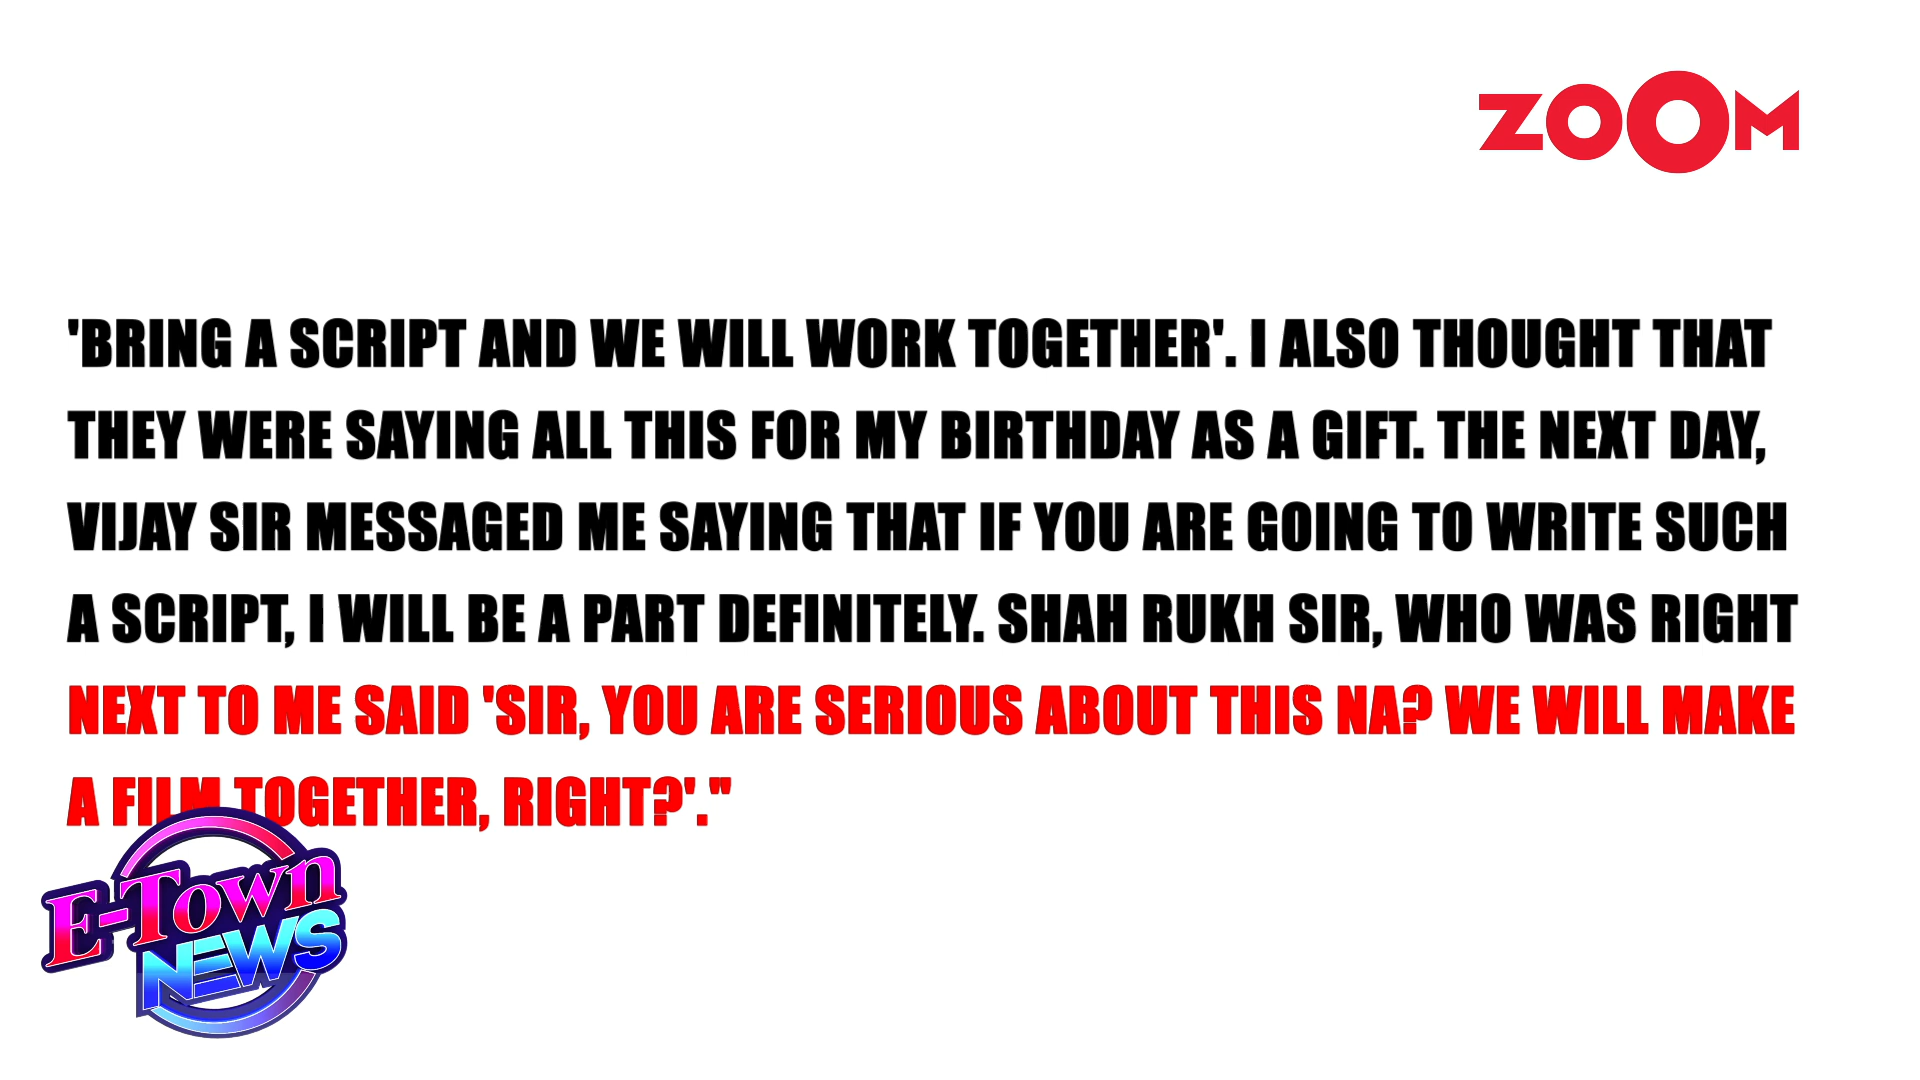 ZOOM
'BRING A SCRIPT AND WE WILL WORK TOGETHER'. I ALSO THOUGHT THAT
THEY WERE SAYING ALL THIS FOR MY BIRTHDAY AS A GIFT. THE NEXT DAY,
VIJAY SIR MESSAGED ME SAYING THAT IF YOU ARE GOING TO WRITE SUCH
A SCRIPT, I WILL BE A PART DEFINITELY. SHAH RUKH SIR, WHO WAS RIGHT
NEXT TO ME SAID 'SIR, YOU ARE SERIOUS ABOUT THIS NA? WE WILL MAKE
A FILM TOGETHER, RIGHT?'."
E-Town
NEWS